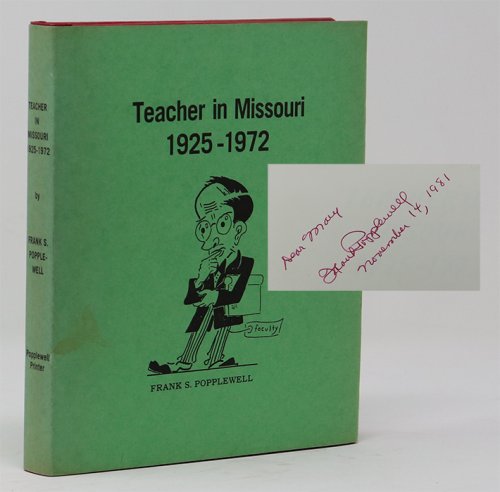 TEACHER
IN
MISSOURI
1925-1972
by
FRANK S.
POPPLE-
WELL
Popplewell
Printer
Teacher in Missouri
1925-1972
faculty
FRANK S. POPPLEWELL
Dear Mary
Frank Popplewell
November 14, 1981